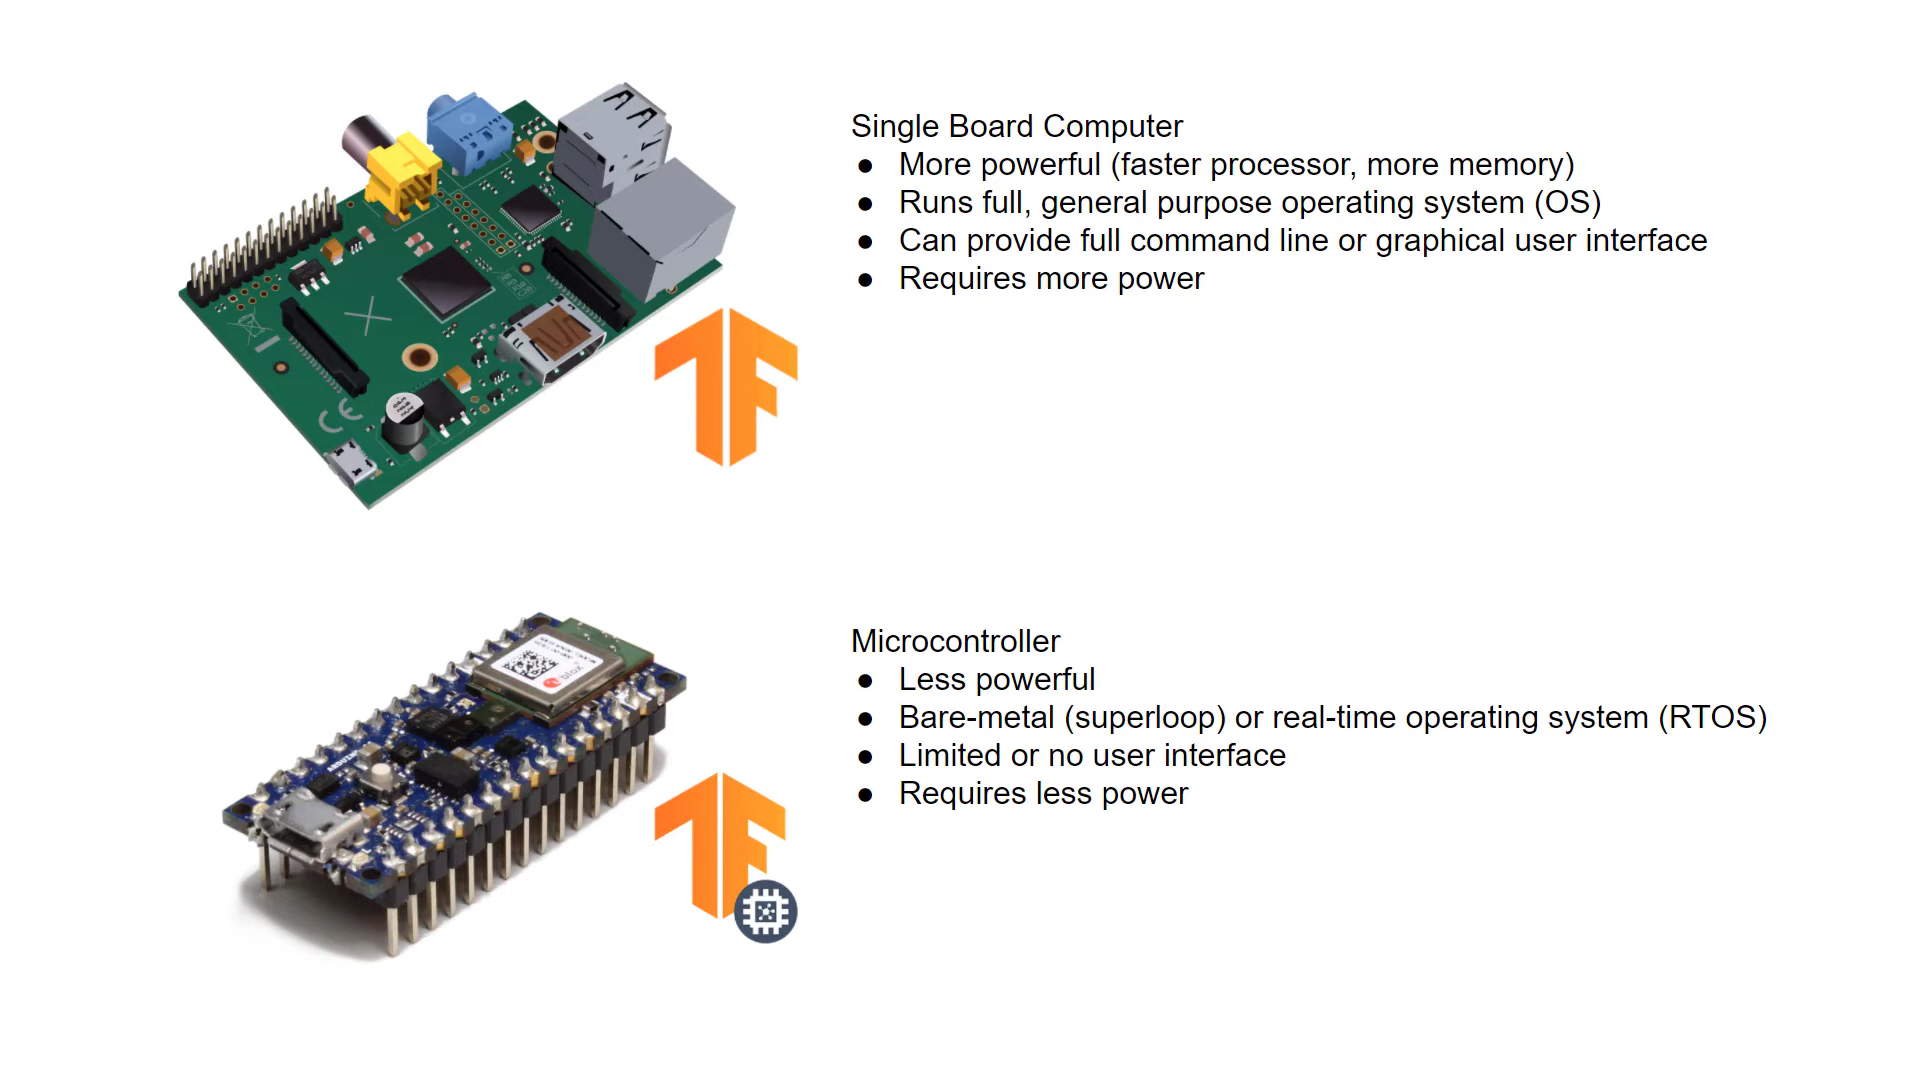 Single Board Computer
● More powerful (faster processor, more memory)
● Runs full, general purpose operating system (OS)
● Can provide full command line or graphical user interface
● Requires more power
Microcontroller
● Less powerful
● Bare-metal (superloop) or real-time operating system (RTOS)
● Limited or no user interface
● Requires less power
blox